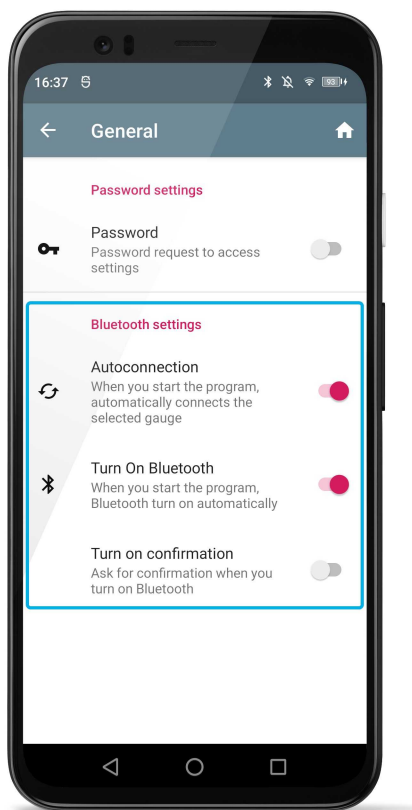 16:37
93
General
Password settings
Password
Password request to access
settings
Bluetooth settings
Autoconnection
When you start the program,
automatically connects the
selected gauge
Turn On Bluetooth
When you start the program,
Bluetooth turn on automatically
Turn on confirmation
Ask for confirmation when you
turn on Bluetooth